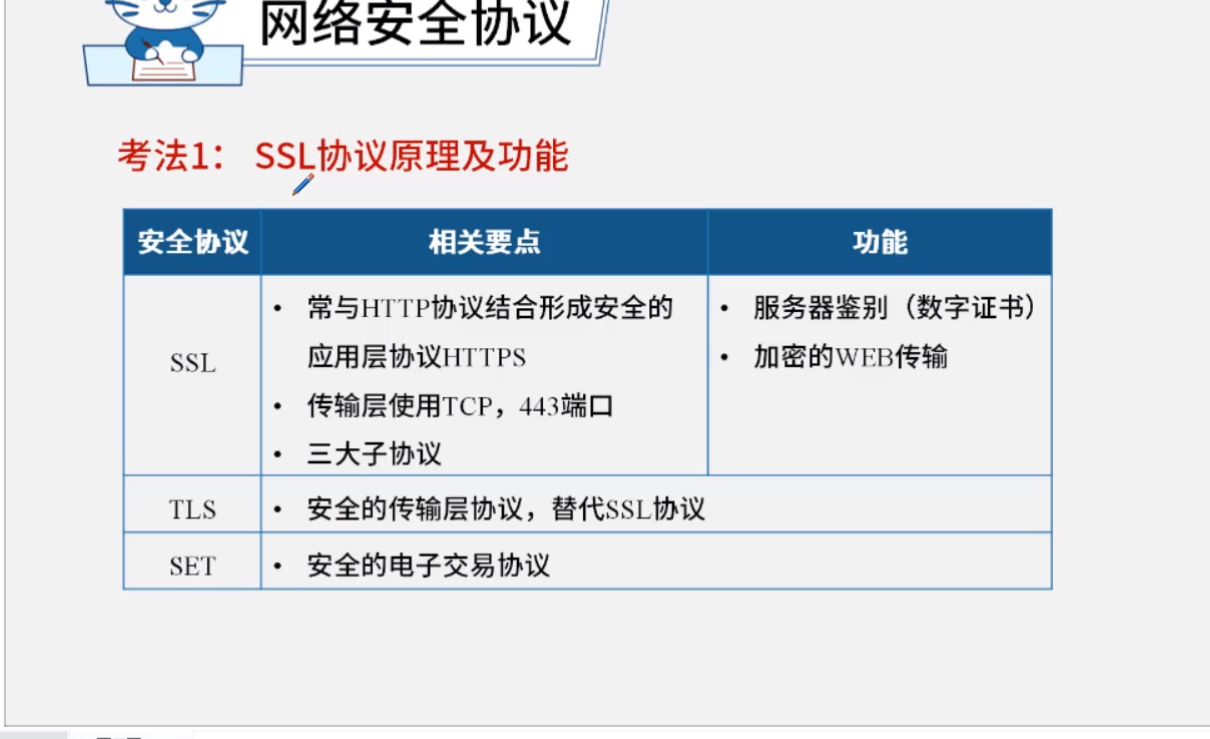 网络安全协议
考法1： SSL协议原理及功能
安全协议 相关要点 功能
SSL
• 常与HTTP协议结合形成安全的
应用层协议HTTPS
• 传输层使用TCP，443端口
• 三大子协议
• 服务器鉴别（数字证书）
• 加密的WEB传输
TLS • 安全的传输层协议，替代SSL协议
SET • 安全的电子交易协议